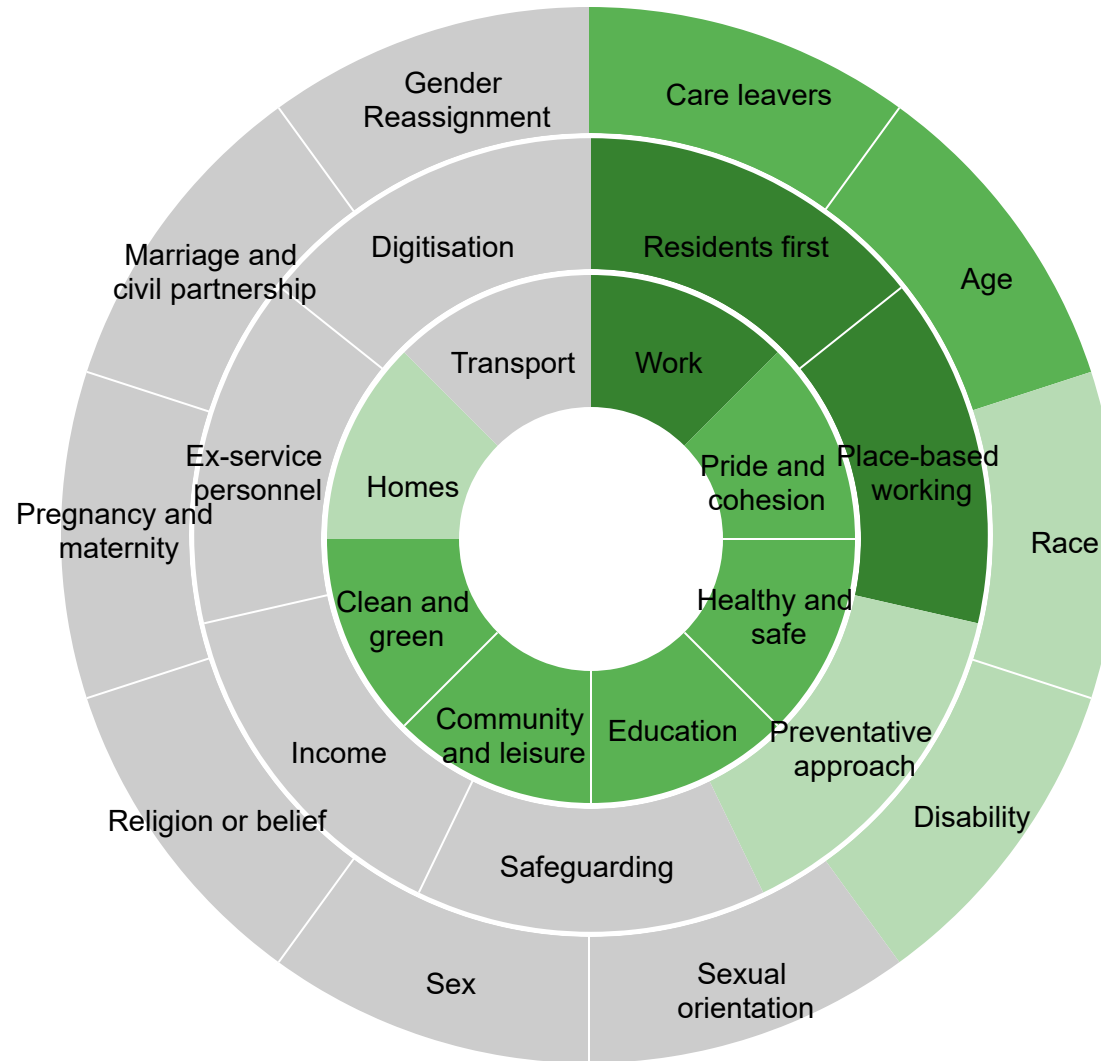 Gender
Reassignment
Care leavers
Age
Race
Disability
Sexual
orientation
Sex
Religion or belief
Pregnancy and
maternity
Marriage and
civil partnership
Digitisation
Residents first
Place-based
working
Preventative
approach
Safeguarding
Income
Ex-service
personnel
Transport
Work
Pride and
cohesion
Healthy and
safe
Education
Community
and leisure
Clean and
green
Homes